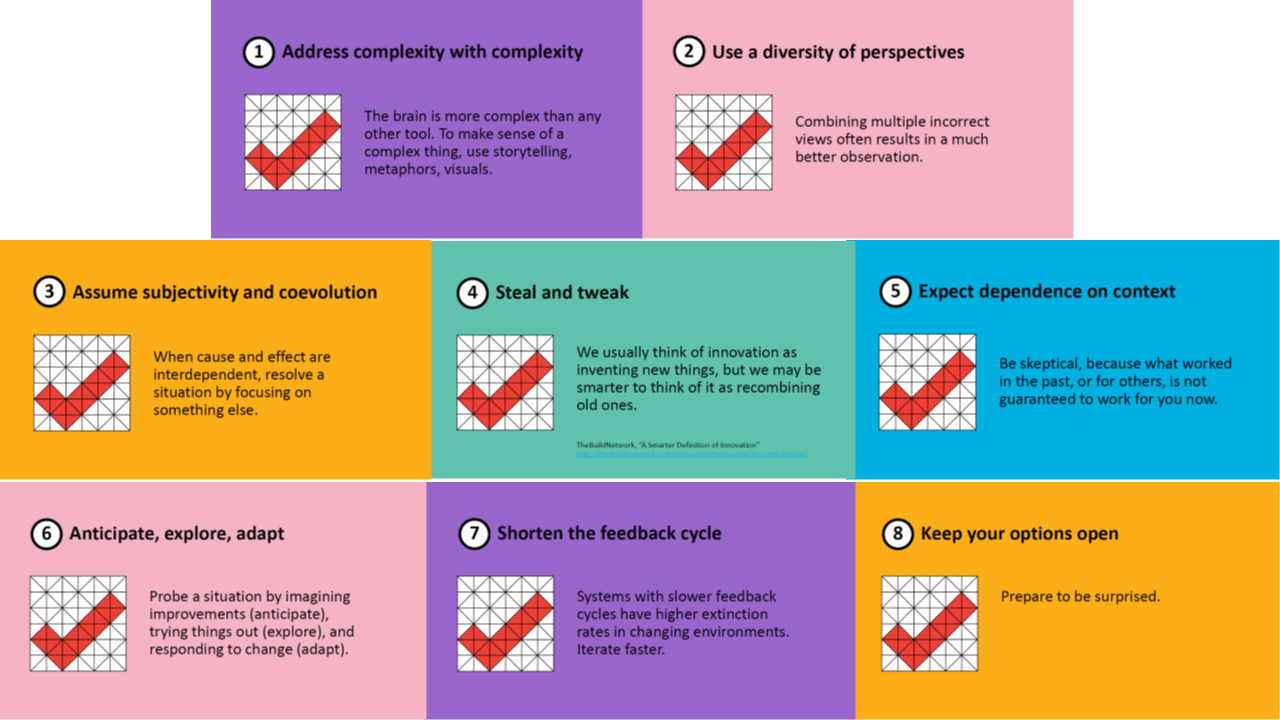 1 Address complexity with complexity
The brain is more complex than any
other tool. To make sense of a
complex thing, use storytelling,
metaphors, visuals.
2 Use a diversity of perspectives
Combining multiple incorrect
views often results in a much
better observation.
3 Assume subjectivity and coevolution
When cause and effect are
interdependent, resolve a
situation by focusing on
something else.
4 Steal and tweak
We usually think of innovation as
inventing new things, but we may be
smarter to think of it as recombining
old ones.
TheBuildNetwork, "A Smarter Definition of Innovation"
5 Expect dependence on context
Be skeptical, because what worked
in the past, or for others, is not
guaranteed to work for you now.
6 Anticipate, explore, adapt
Probe a situation by imagining
improvements (anticipate),
trying things out (explore), and
responding to change (adapt).
7 Shorten the feedback cycle
Systems with slower feedback
cycles have higher extinction
rates in changing environments.
Iterate faster.
8 Keep your options open
Prepare to be surprised.